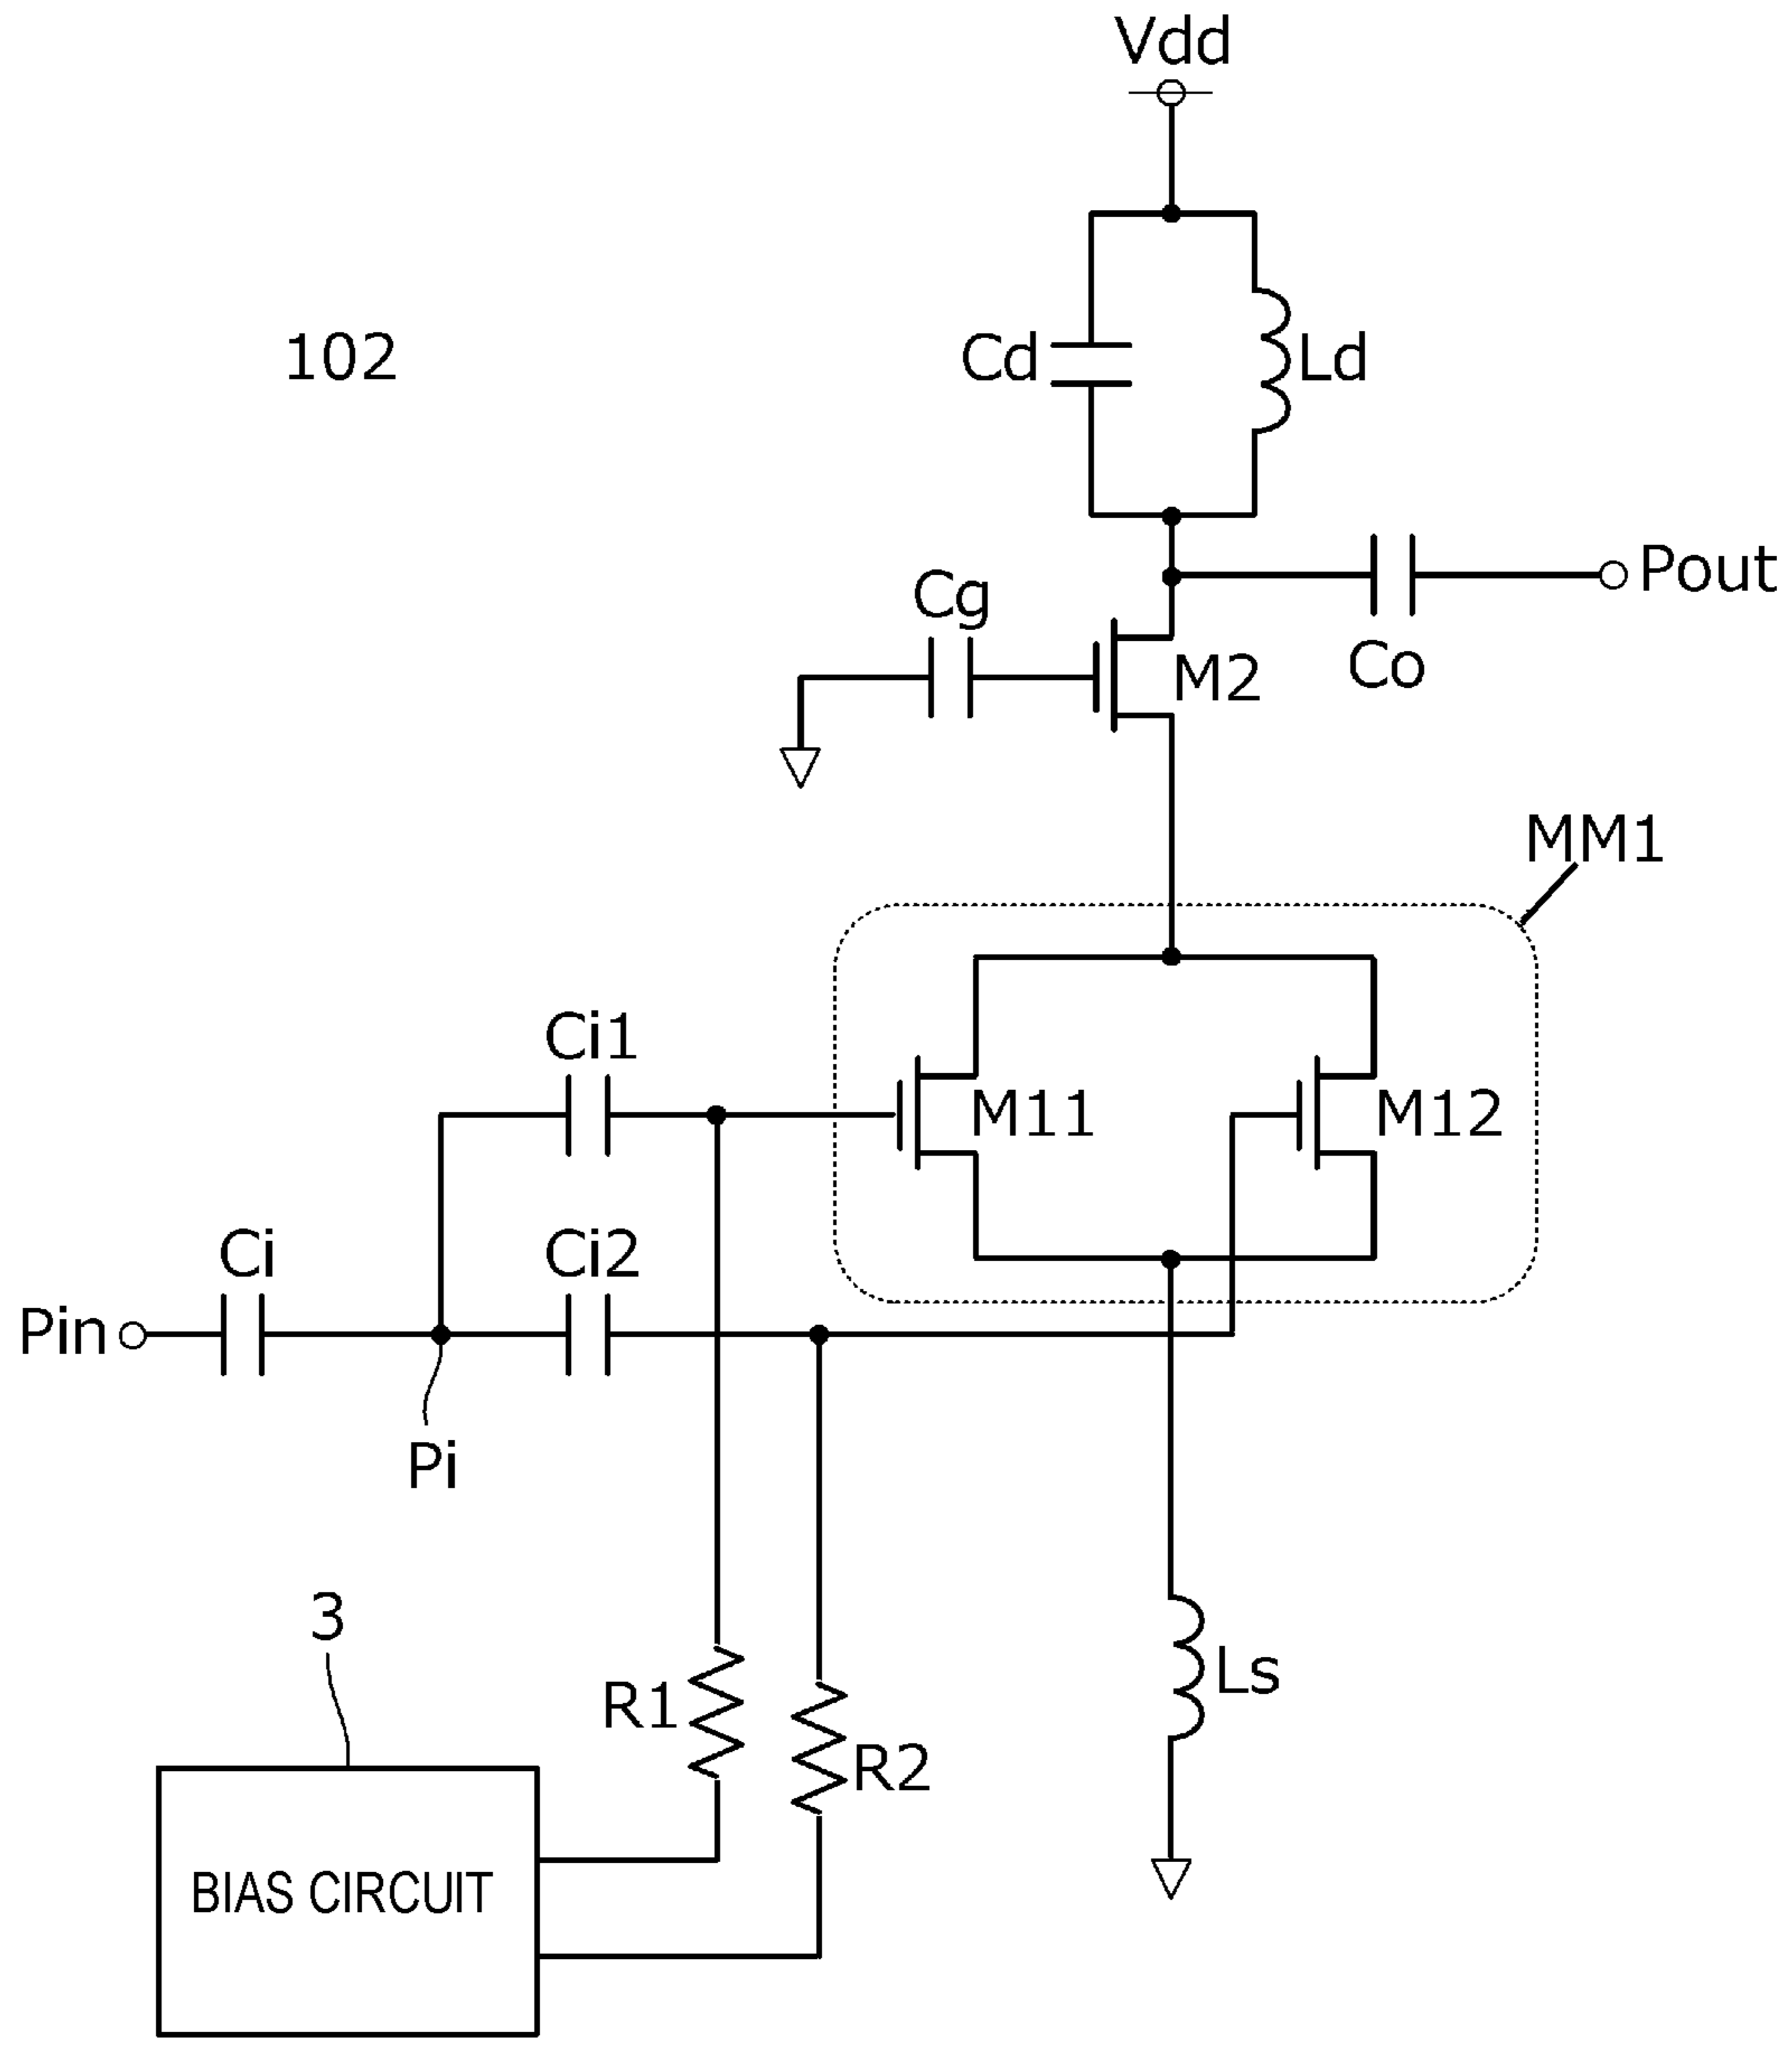 Vdd
102
Cd
Ld
Cg
Pout
M2
Co
MM1
Ci1
M11
M12
Ci
Ci2
Pin
Pi
3
R1
Ls
R2
BIAS CIRCUIT